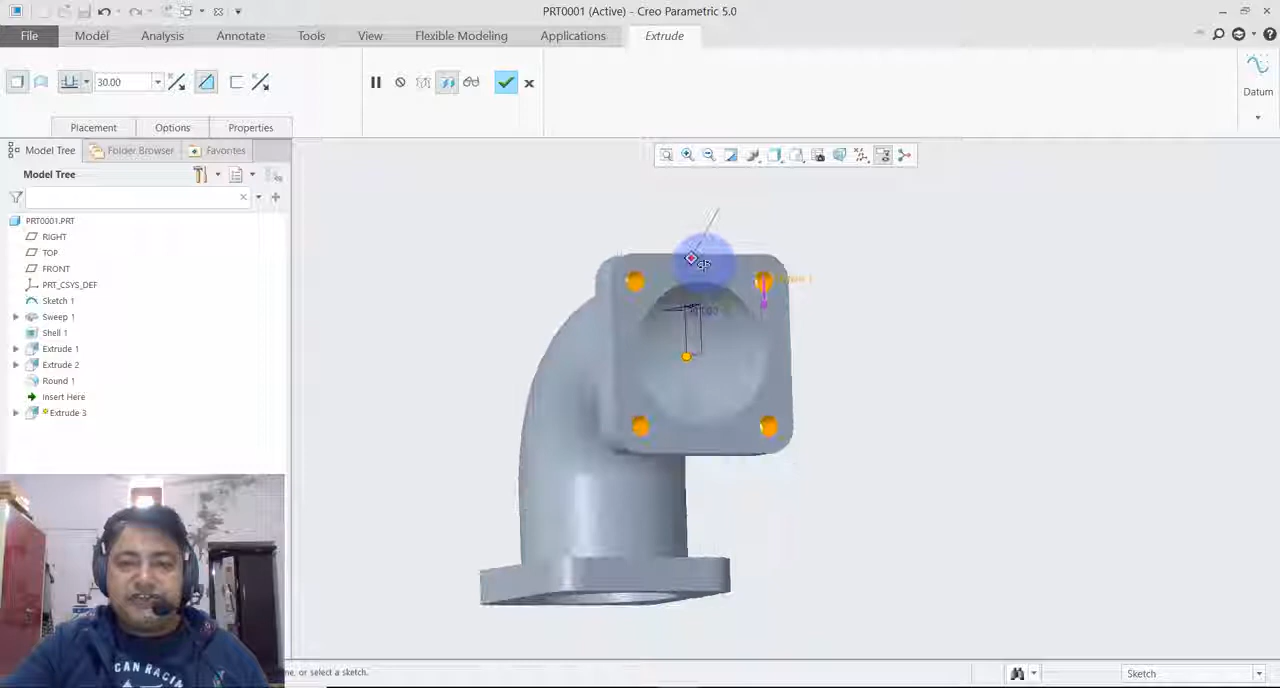 PRT0001 (Active) - Creo Parametric 5.0
File
Model
Analysis
Annotate
Tools
View
Flexible Modeling
Applications
Extrude
30.00
Datum
Placement
Options
Properties
Model Tree
Folder Browser
Favorites
Model Tree
PRT0001.PRT
RIGHT
TOP
FRONT
PRT_CSYS_DEF
Sketch 1
Sweep 1
Shell 1
Extrude 1
Extrude 2
Round 1
Insert Here
Extrude 3
CAN RACING
ne, or select a sketch.
Sketch